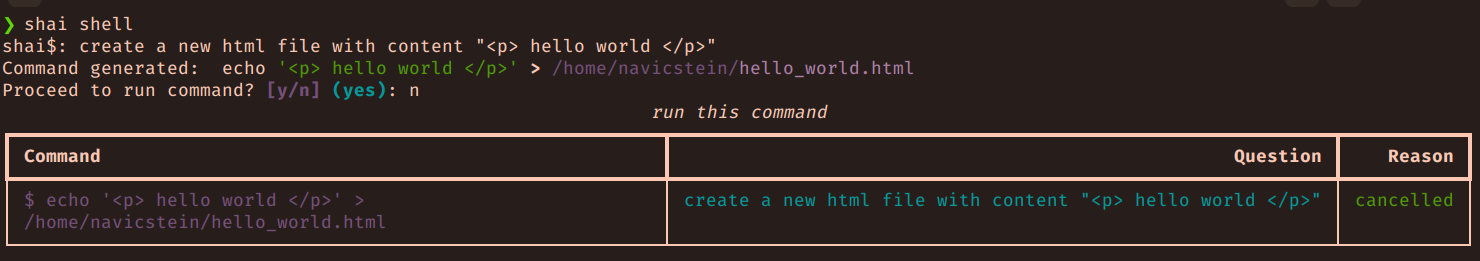 ❯ shai shell
shai$: create a new html file with content "<p> hello world </p>"
Command generated:  echo '<p> hello world </p>' > /home/navicstein/hello_world.html
Proceed to run command? [y/n] (yes): n
run this command
Command Question Reason
$ echo '<p> hello world </p>' > create a new html file with content "<p> hello world </p>" cancelled
/home/navicstein/hello_world.html